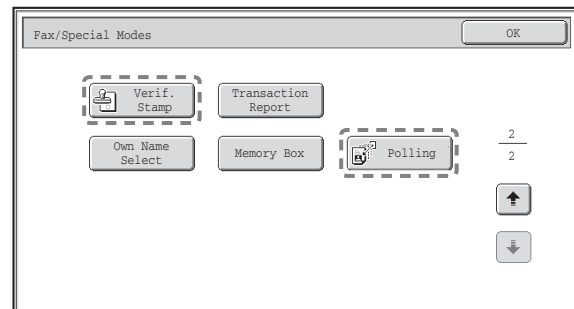 Fax/Special Modes
OK
Verif.
Stamp
Transaction
Report
Own Name
Select
Memory Box
Polling
2
2